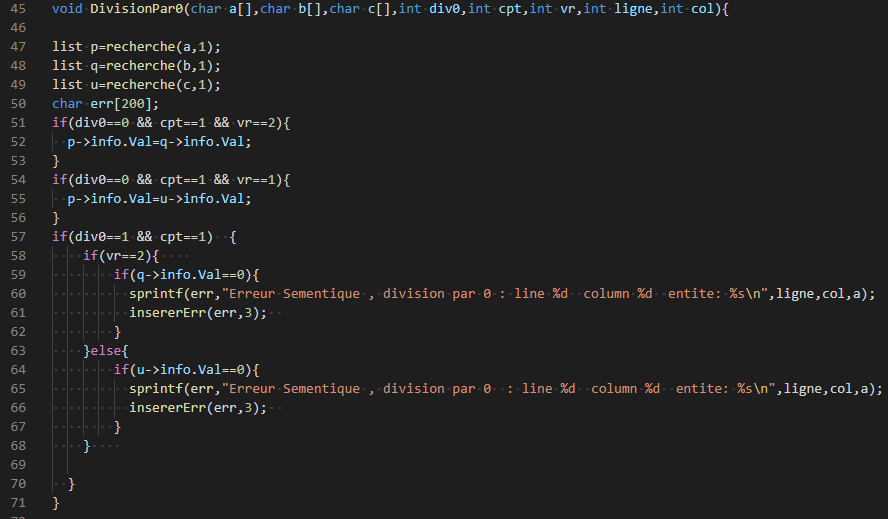 45 void DivisionPar0(char a[],char b[],char c[],int div0,int cpt,int vr,int ligne,int col){
46
47 list p=recherche(a,1);
48 list q=recherche(b,1);
49 list u=recherche(c,1);
50 char err[200];
51 if(div0==0 && cpt==1 && vr==2){
52   p->info.Val=q->info.Val;
53 }
54 if(div0==0 && cpt==1 && vr==1){
55   p->info.Val=u->info.Val;
56 }
57 if(div0==1 && cpt==1)  {
58     if(vr==2){
59         if(q->info.Val==0){
60           sprintf(err,"Erreur Sementique , division par 0 : line %d  column %d  entite: %s\n",ligne,col,a);
61           insererErr(err,3);
62         }
63     }else{
64         if(u->info.Val==0){
65           sprintf(err,"Erreur Sementique , division par 0  : line %d  column %d  entite: %s\n",ligne,col,a);
66           insererErr(err,3);
67         }
68     }
69
70   }
71 }